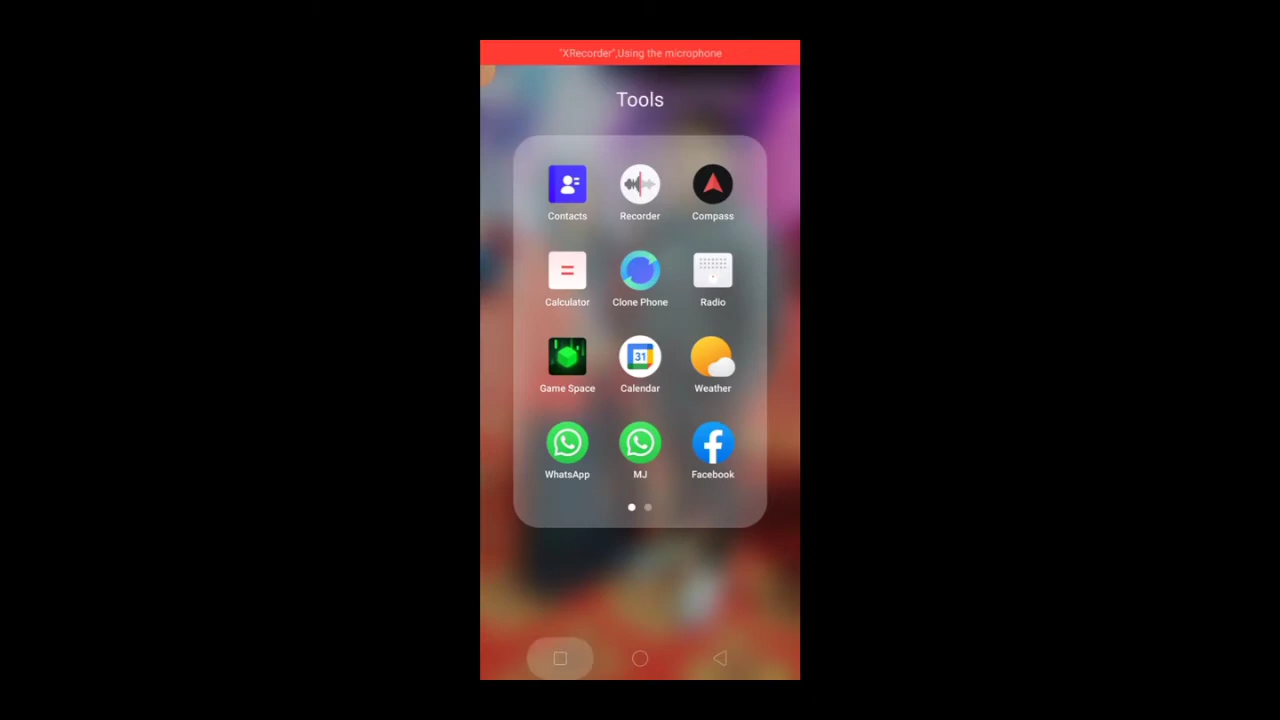 "XRecorder",Using the microphone
Tools
Contacts
Recorder
Compass
Calculator
Clone Phone
Radio
Game Space
31
Calendar
Weather
WhatsApp
MJ
Facebook